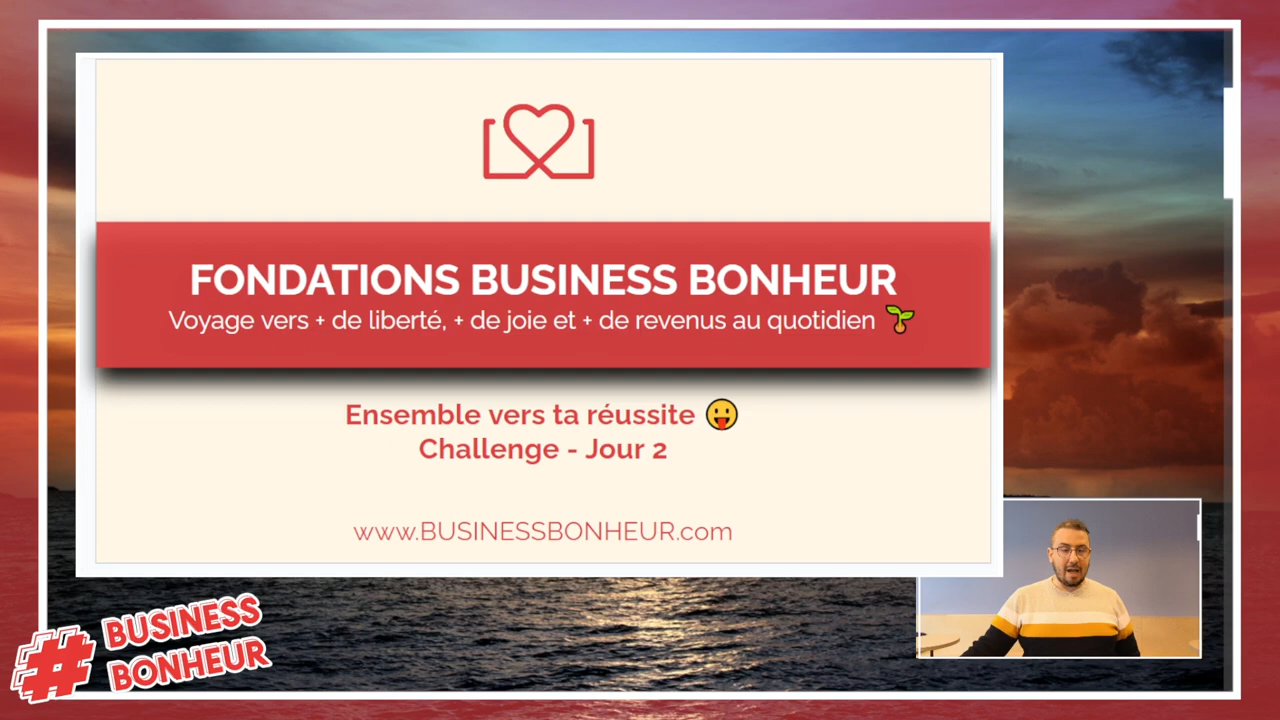 FONDATIONS BUSINESS BONHEUR
Voyage vers + de liberté, + de joie et + de revenus au quotidien 🌱
Ensemble vers ta réussite 😛
Challenge - Jour 2
www.BUSINESSBONHEUR.com
# BUSINESS
BONHEUR